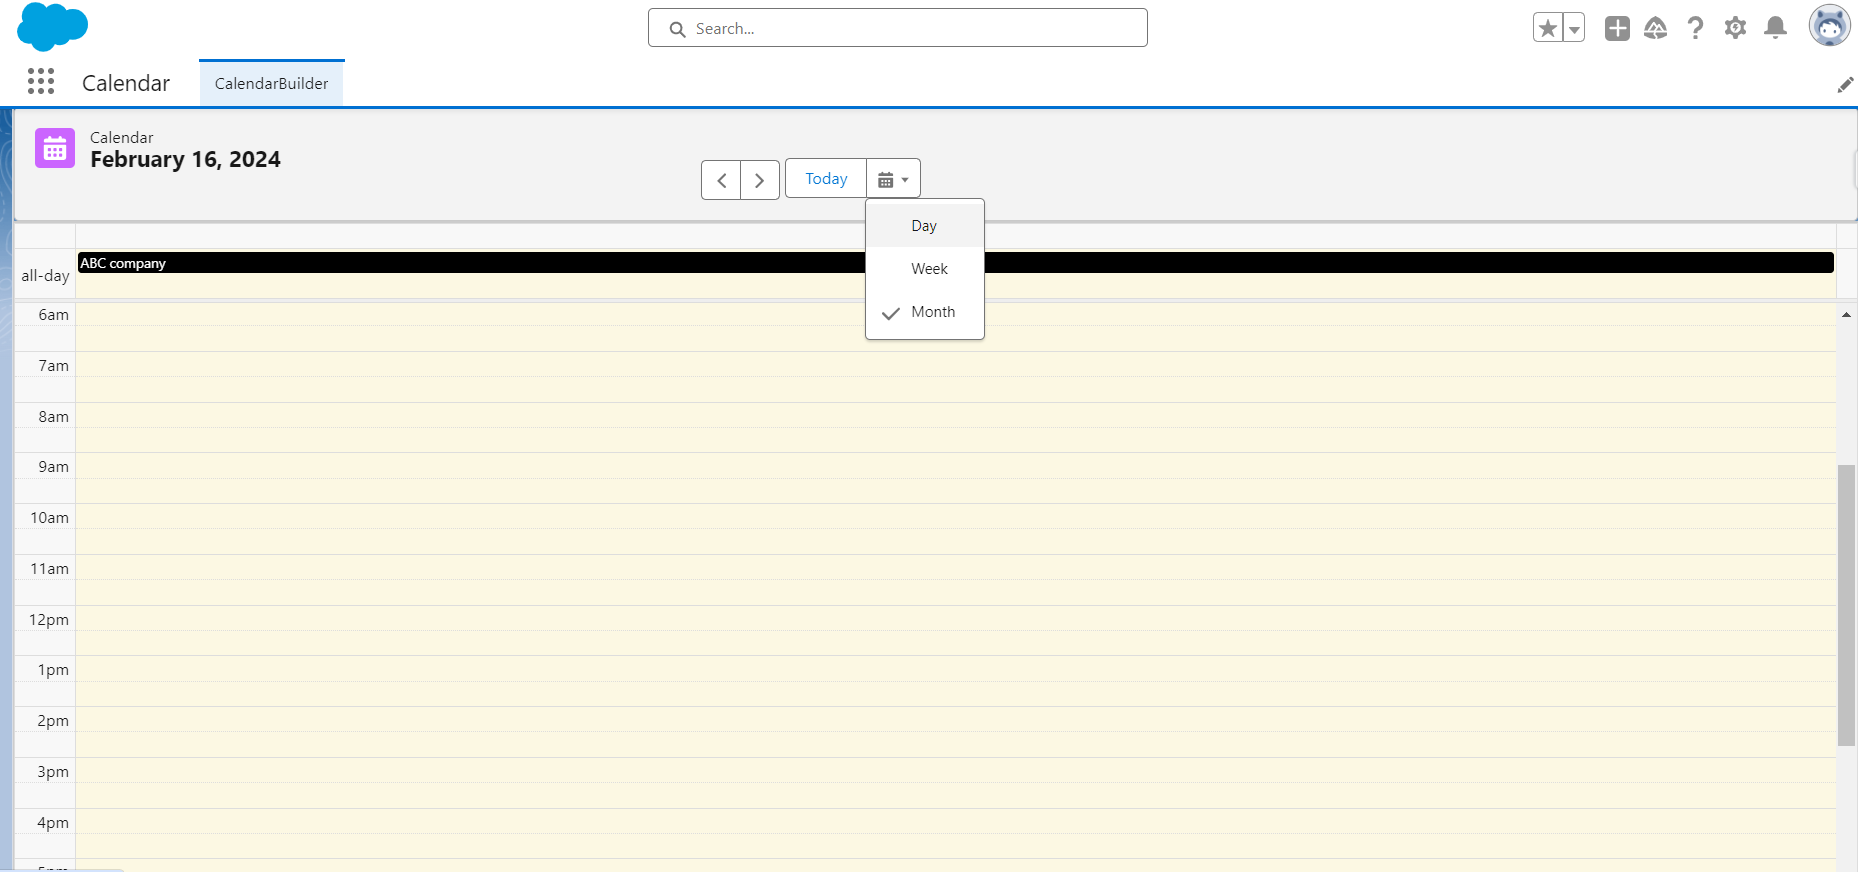 Search...
Calendar
CalendarBuilder
Calendar
February 16, 2024
Today
Day
Week
Month
all-day
ABC company
6am
7am
8am
9am
10am
11am
12pm
1pm
2pm
3pm
4pm
5pm